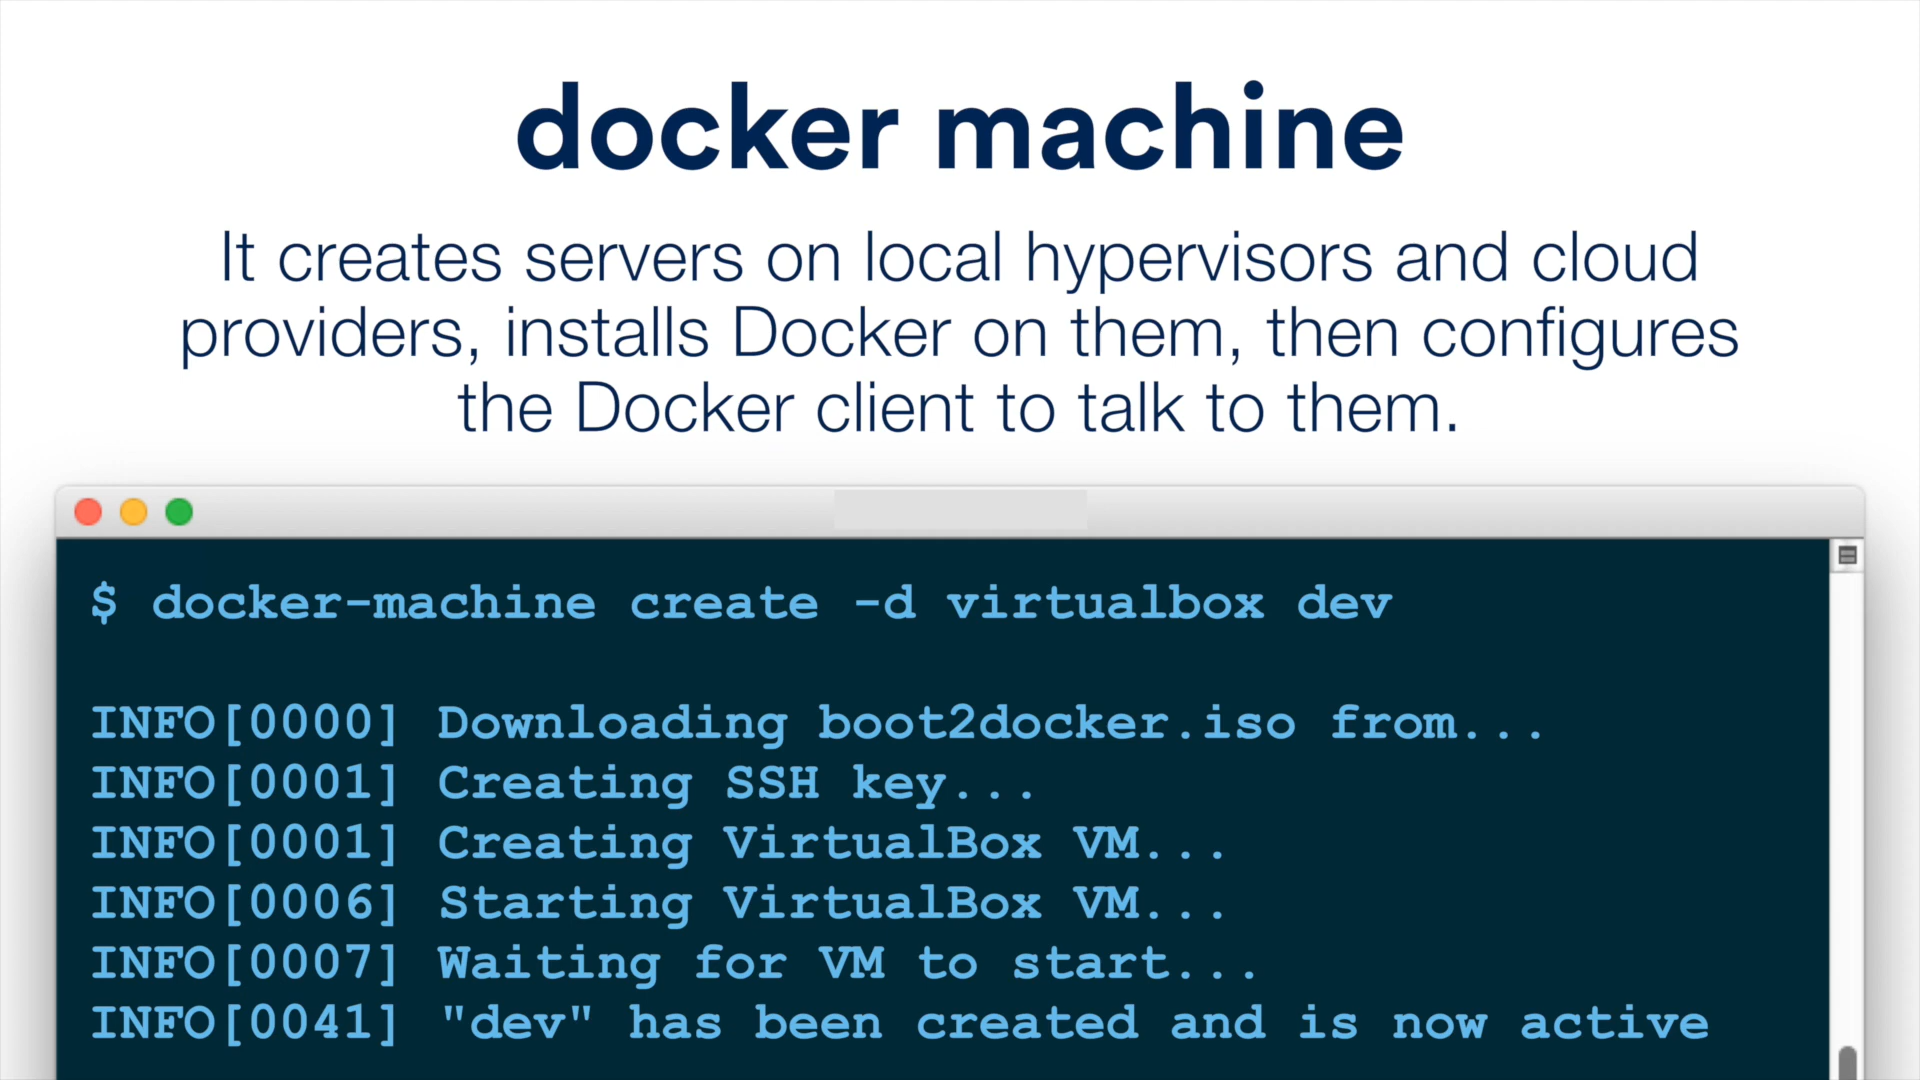 docker machine
It creates servers on local hypervisors and cloud
providers, installs Docker on them, then configures
the Docker client to talk to them.
$ docker-machine create -d virtualbox dev
INFO[0000] Downloading boot2docker.iso from...
INFO[0001] Creating SSH key...
INFO[0001] Creating VirtualBox VM...
INFO[0006] Starting VirtualBox VM...
INFO[0007] Waiting for VM to start...
INFO[0041] "dev" has been created and is now active